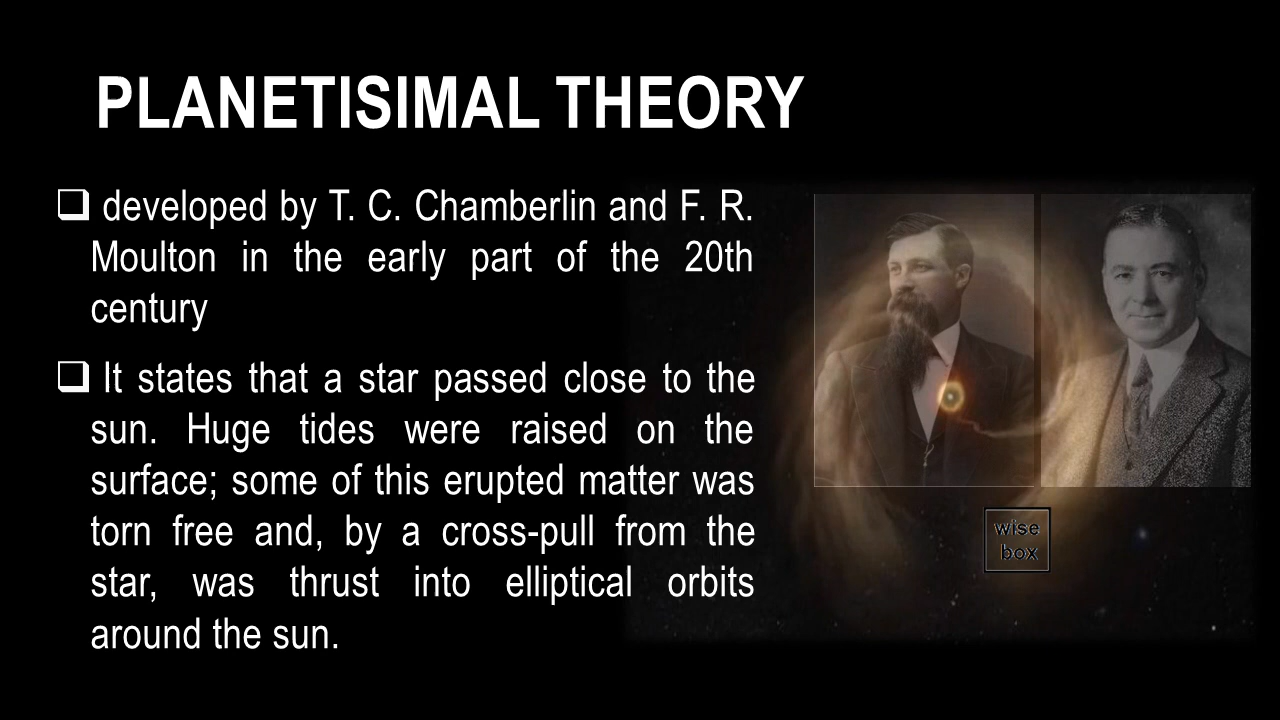 PLANETISIMAL THEORY
❑ developed by T. C. Chamberlin and F. R.
Moulton in the early part of the 20th
century
❑ It states that a star passed close to the
sun. Huge tides were raised on the
surface; some of this erupted matter was
torn free and, by a cross-pull from the
star, was thrust into elliptical orbits
around the sun.
wise
box